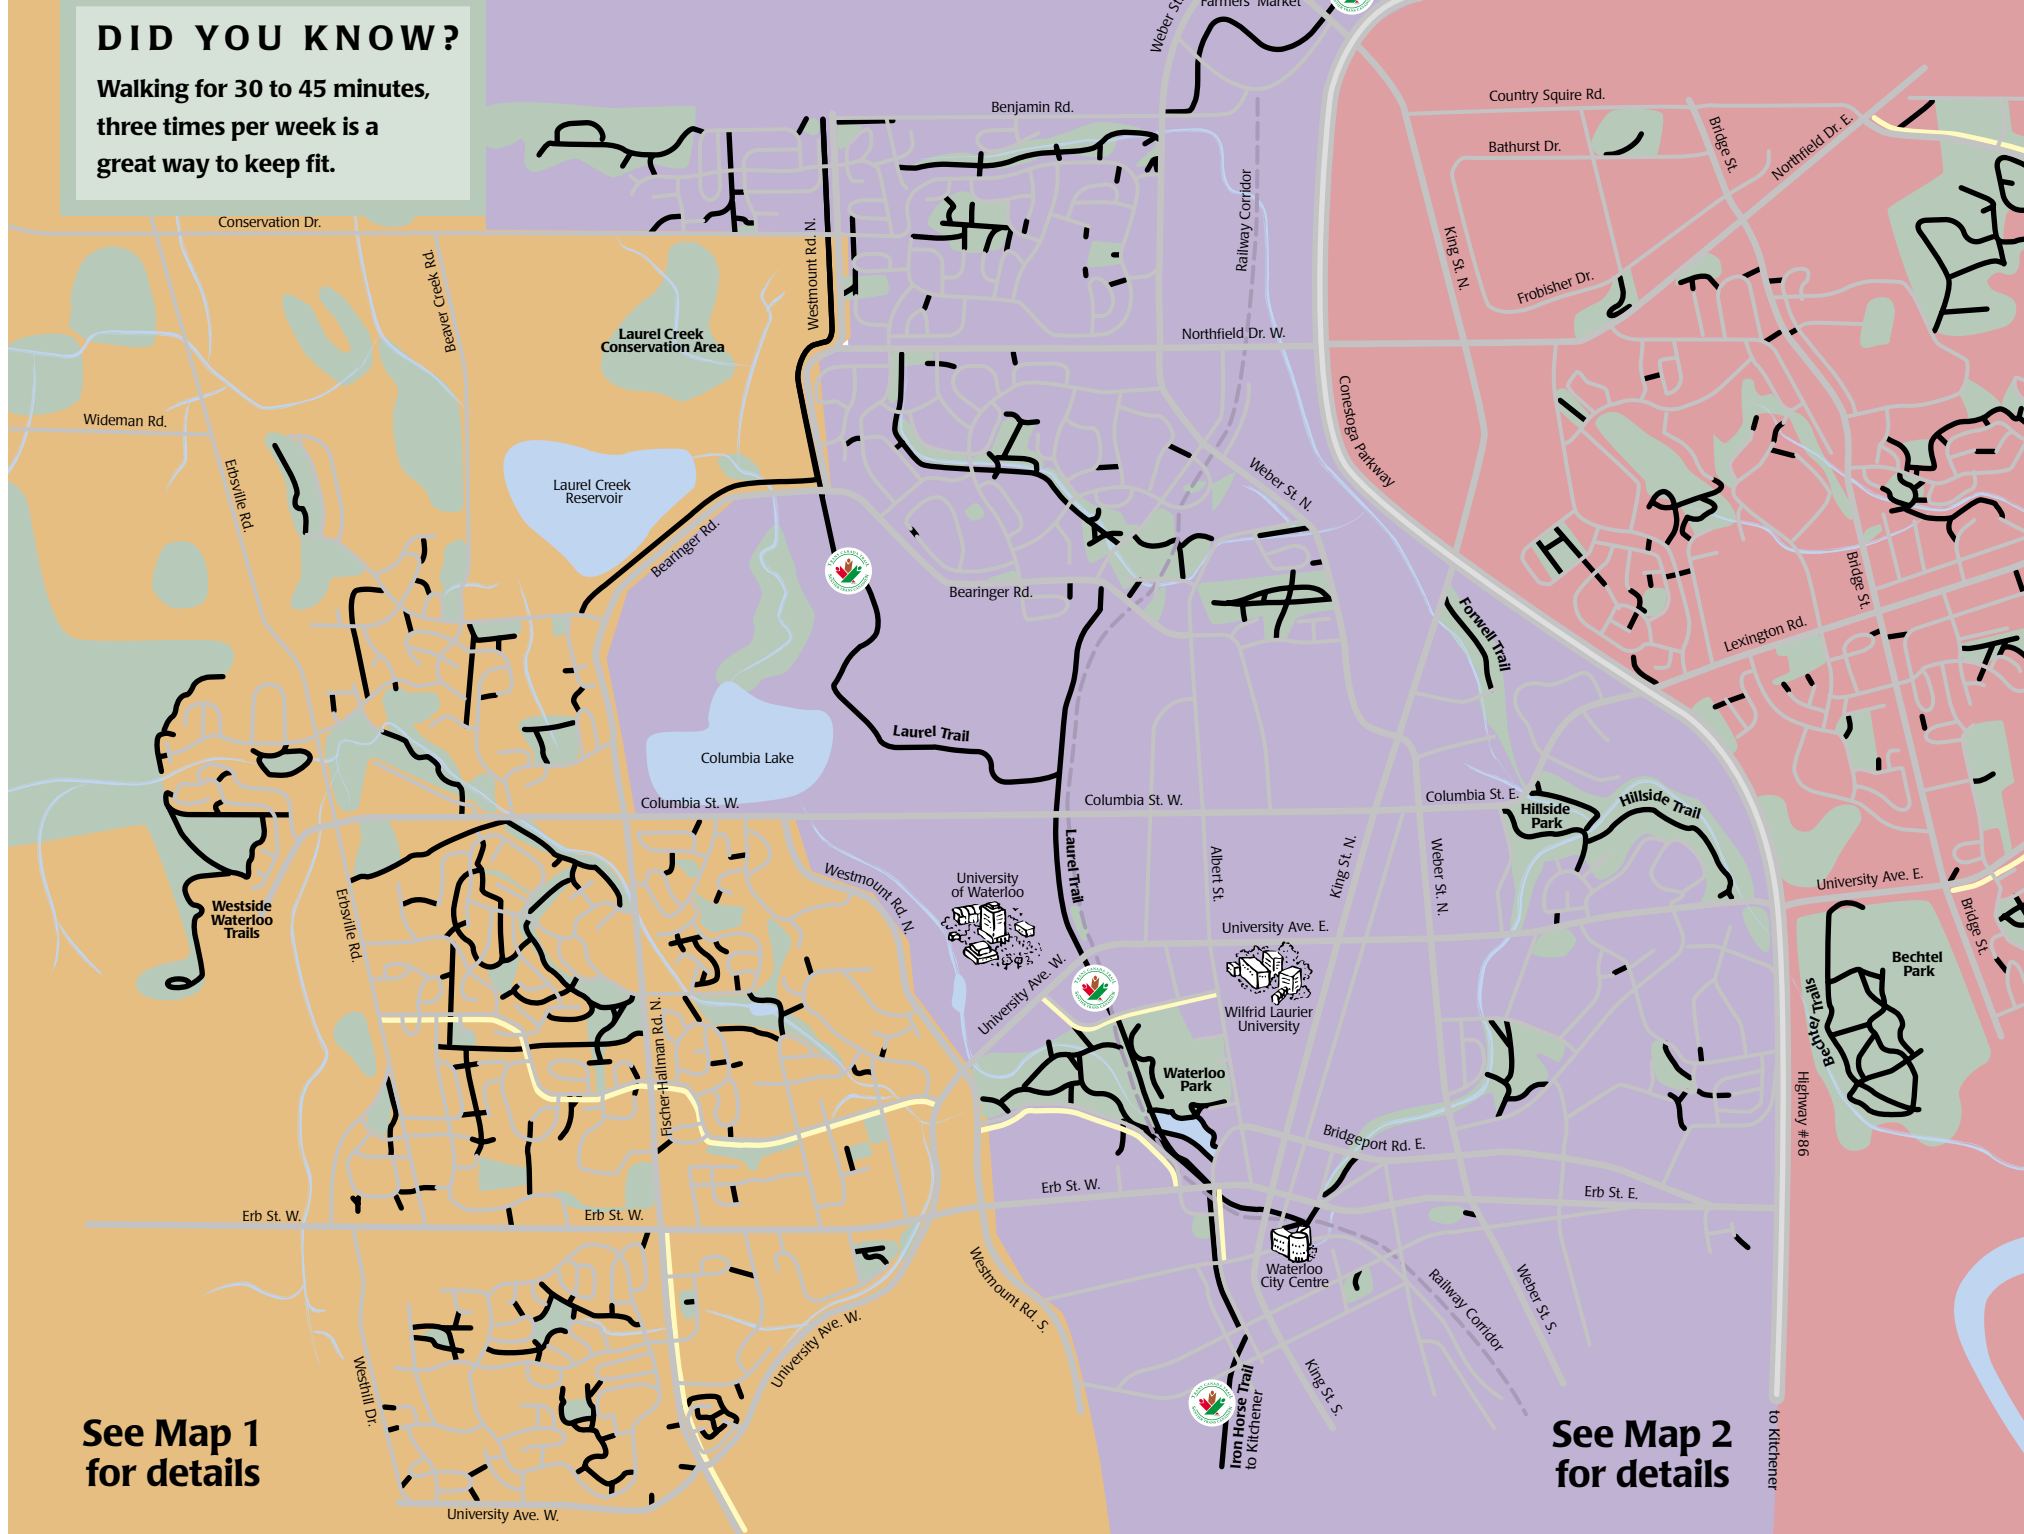 DID YOU KNOW?
Walking for 30 to 45 minutes,
three times per week is a
great way to keep fit.
Farmers' Market
Weber St.
Benjamin Rd.
Country Squire Rd.
Bathurst Dr.
Bridge St.
Northfield Dr. E.
Conservation Dr.
Beaver Creek Rd.
Westmount Rd. N.
Railway Corridor
King St. N.
Frobisher Dr.
Laurel Creek
Conservation Area
Northfield Dr. W.
Conestoga Parkway
Wideman Rd.
Erbsville Rd.
Laurel Creek
Reservoir
Weber St. N.
Bearinger Rd.
Bearinger Rd.
Forwell Trail
Bridge St.
Lexington Rd.
Laurel Trail
Columbia Lake
Columbia St. W.
Columbia St. W.
Columbia St. E.
Hillside
Park
Hillside Trail
Laurel Trail
Albert St.
King St. N.
Weber St. N.
University Ave. E.
Westmount Rd. N.
University
of Waterloo
Westside
Waterloo
Trails
Erbsville Rd.
University Ave. E.
Bridge St.
Bechtel
Park
Bechtel Trails
University Ave. W.
Wilfrid Laurier
University
Fischer-Hallman Rd. N.
Waterloo
Park
Highway #86
Bridgeport Rd. E.
Erb St. W.
Erb St. W.
Erb St. W.
Erb St. E.
Waterloo
City Centre
Westmount Rd. S.
Railway Corridor
Weber St. S.
University Ave. W.
Westhill Dr.
King St. S.
Iron Horse Trail
to Kitchener
See Map 1
for details
See Map 2
for details
to Kitchener
University Ave. W.